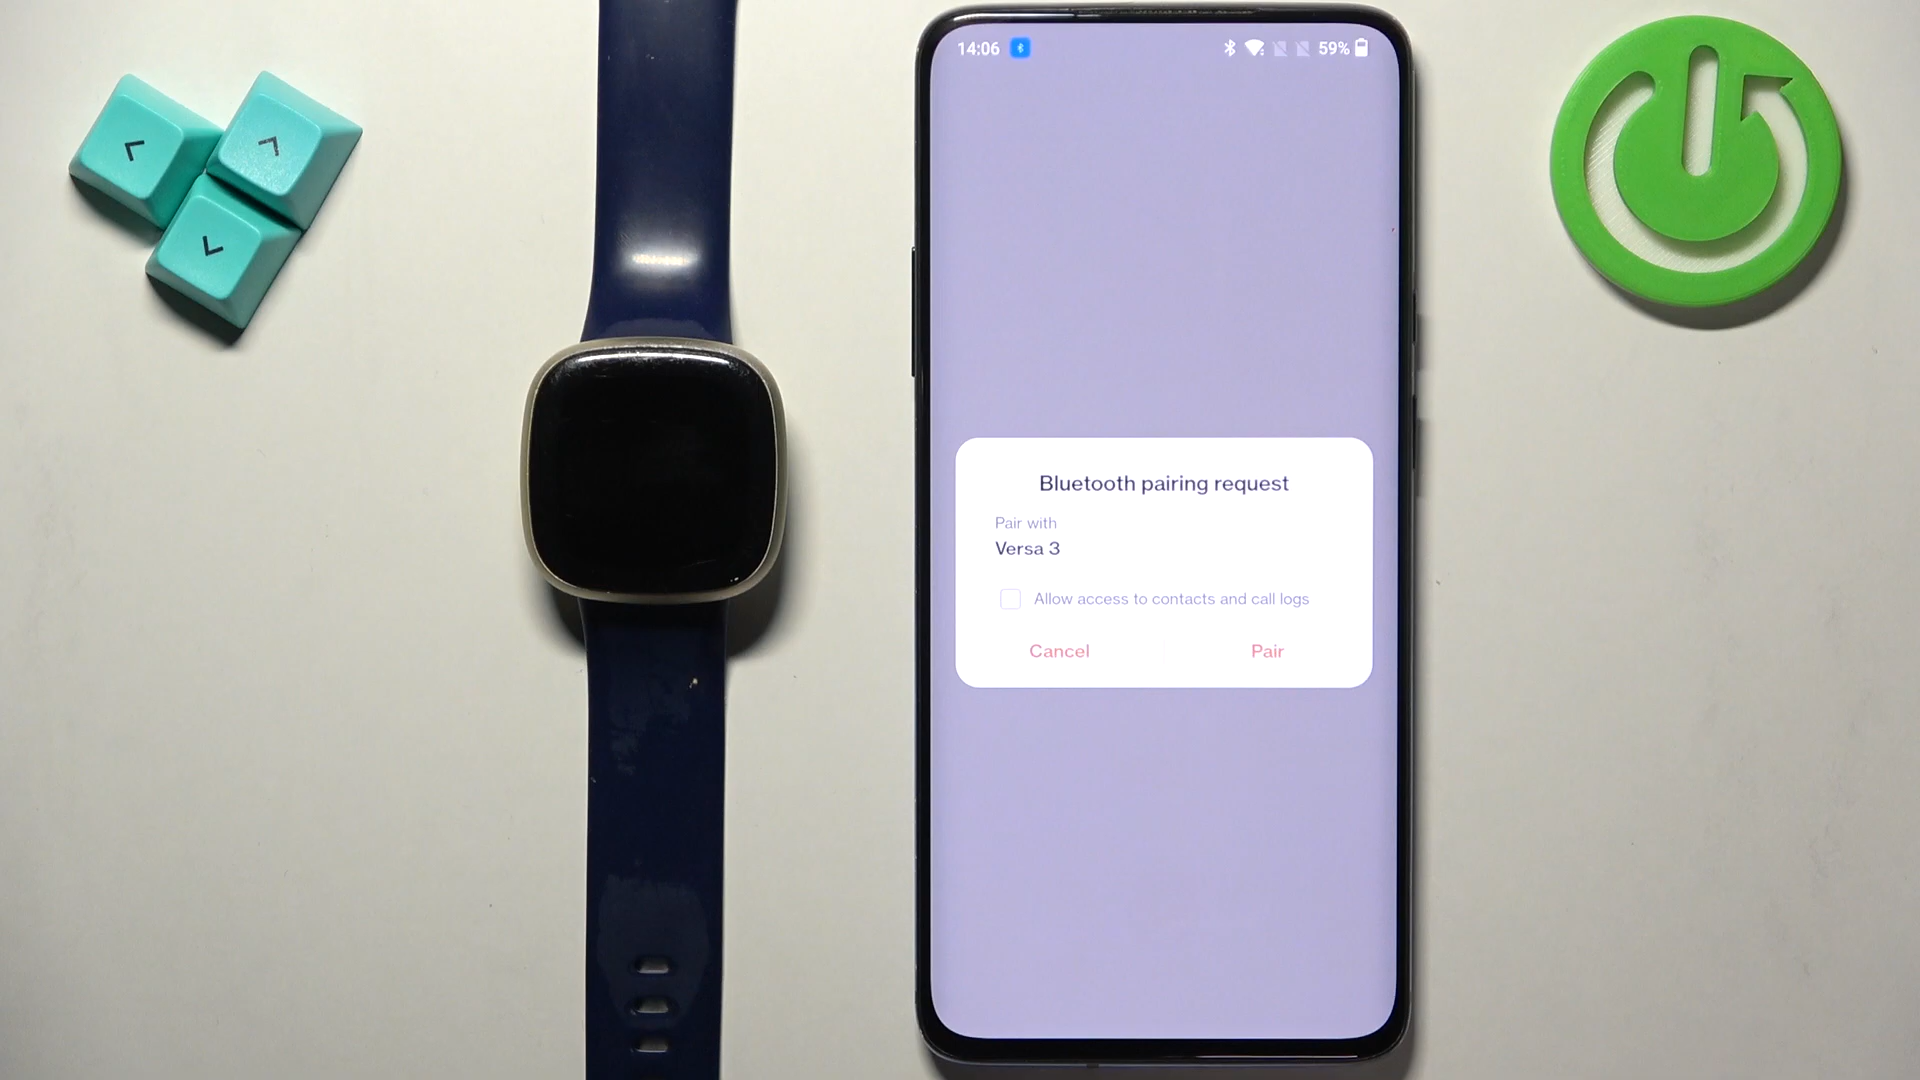 14:06
59%
Bluetooth pairing request
Pair with
Versa 3
Allow access to contacts and call logs
Cancel
Pair